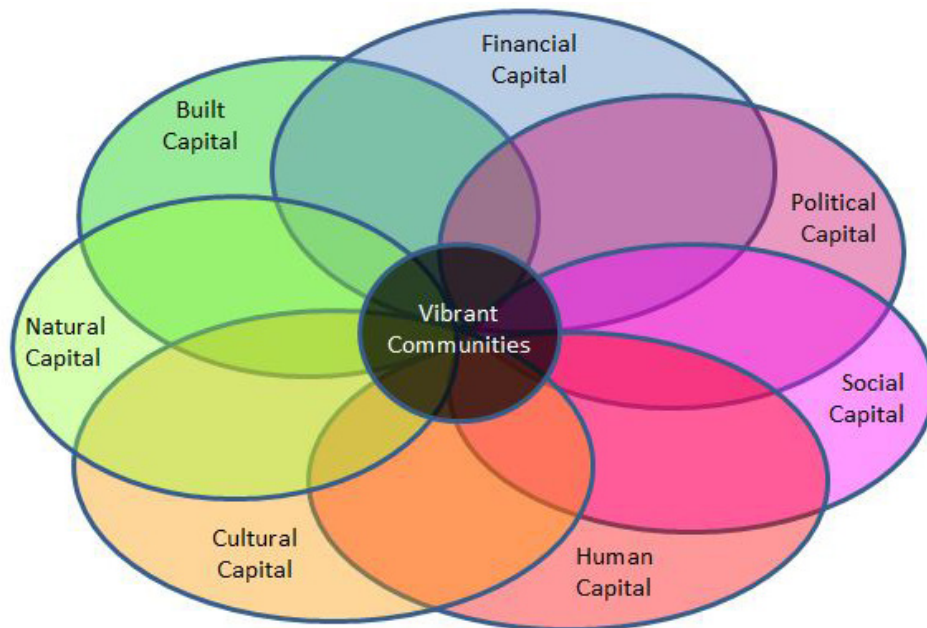 Financial
Capital
Built
Capital
Political
Capital
Natural
Capital
Vibrant
Communities
Social
Capital
Cultural
Capital
Human
Capital